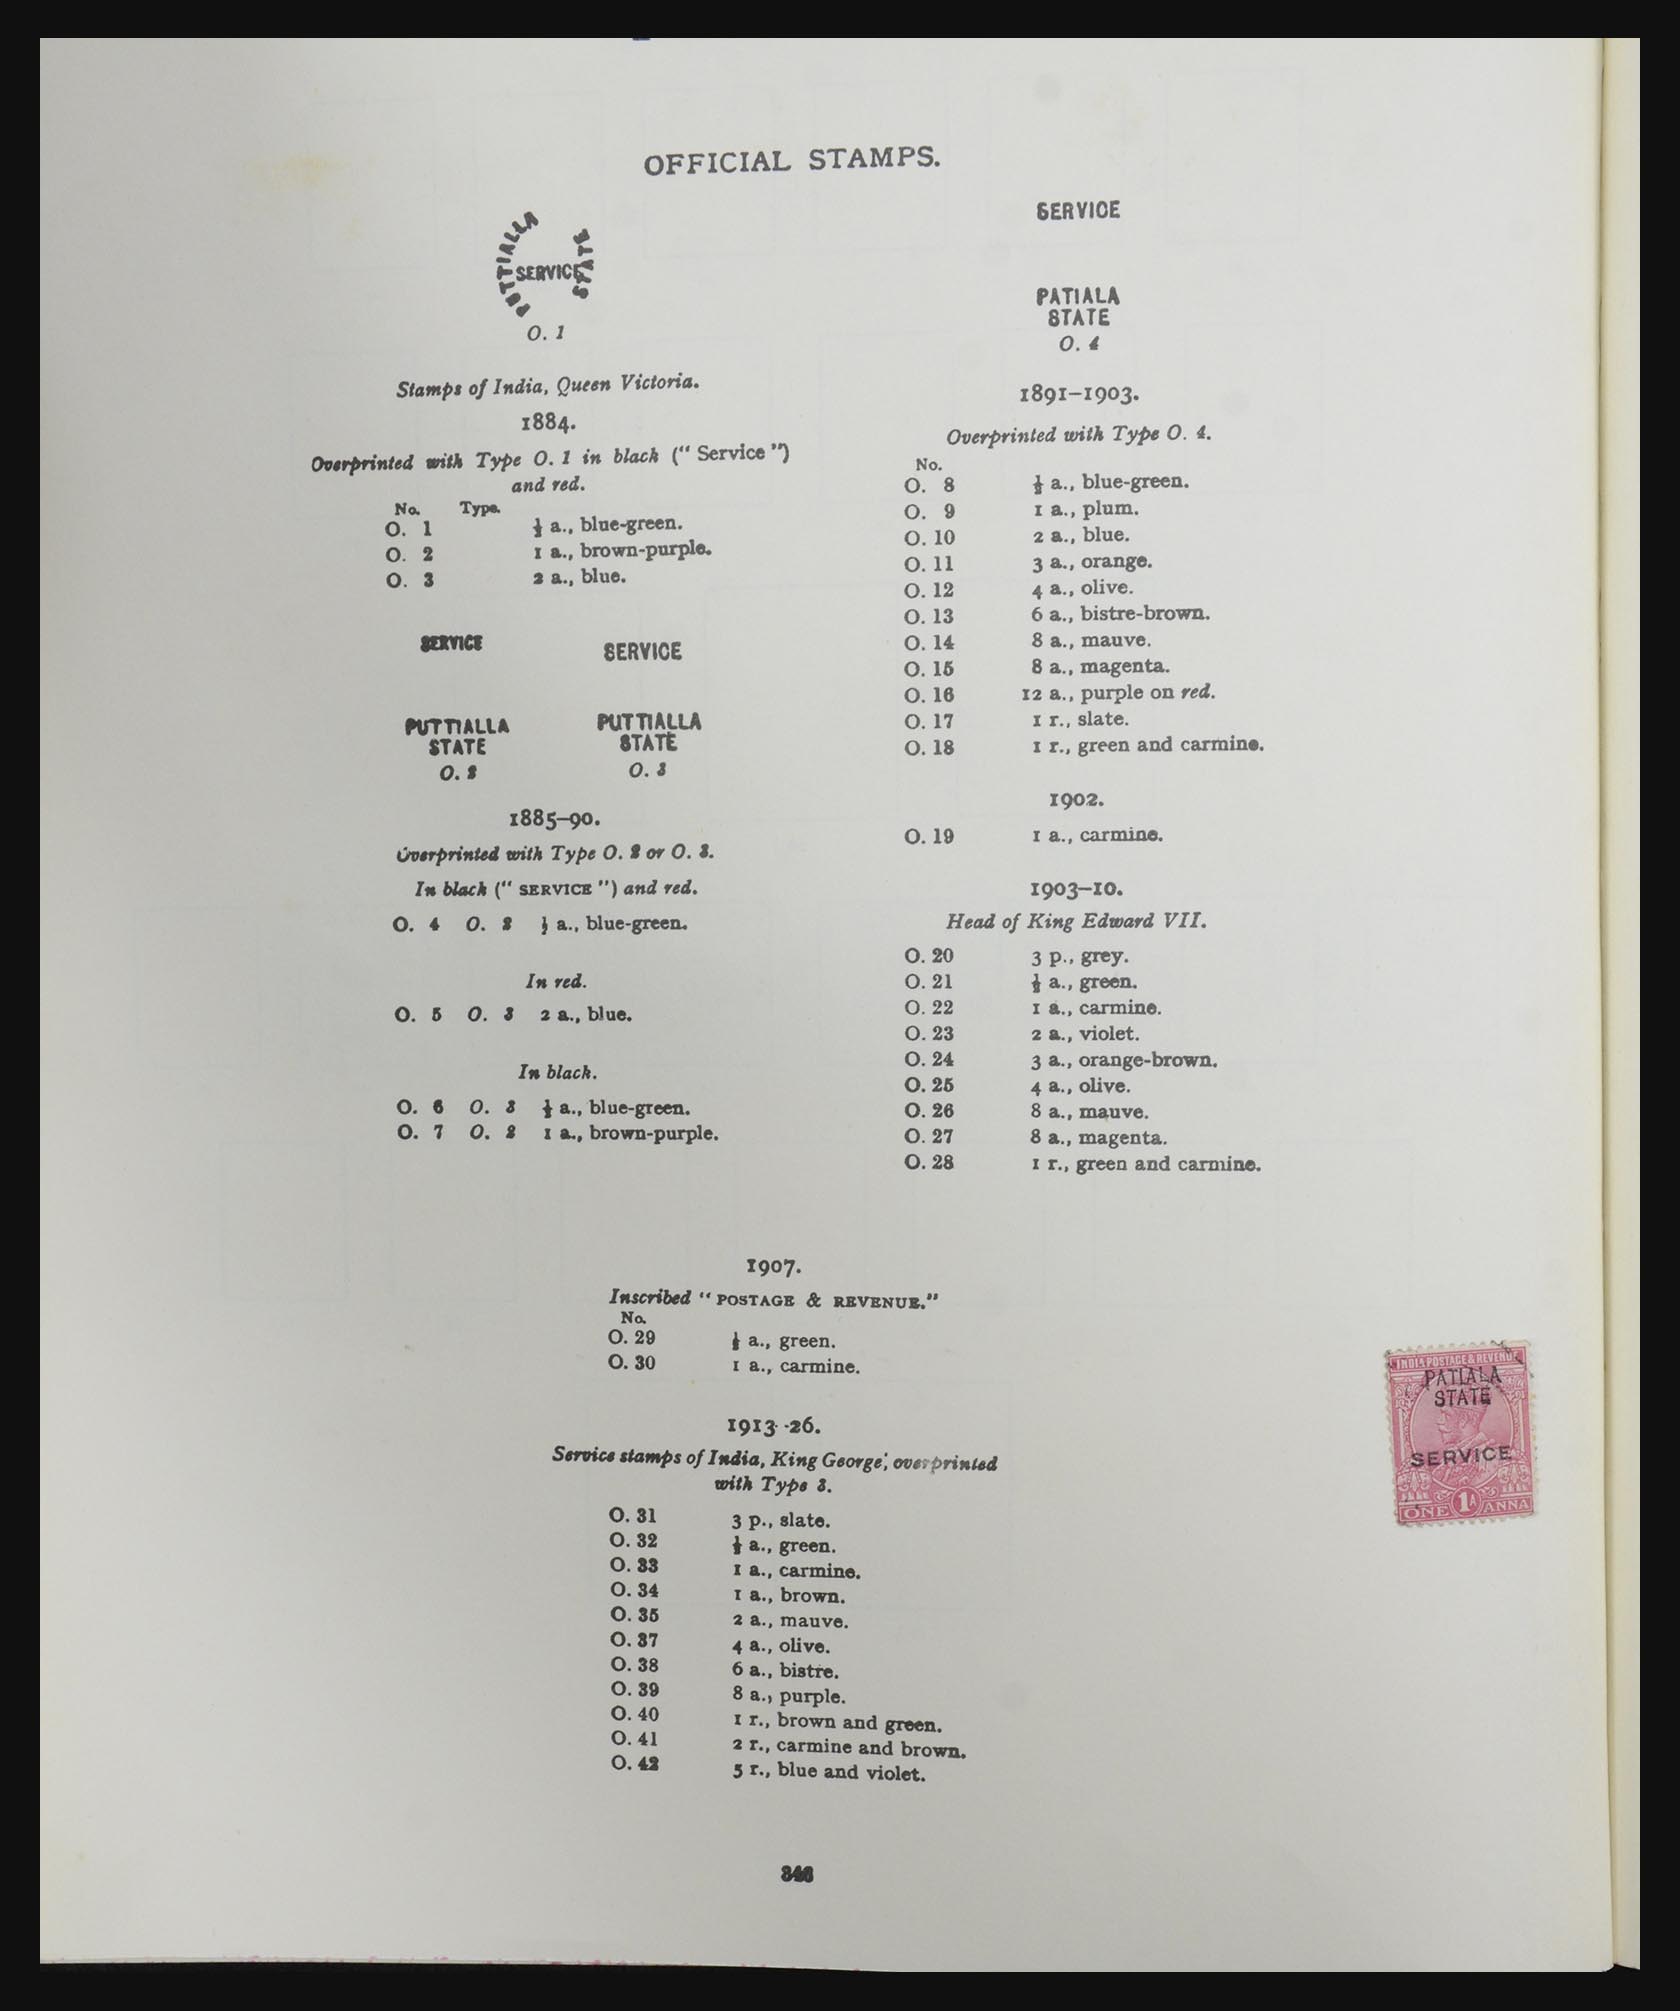 OFFICIAL STAMPS.
PUTTIALLA
SERVICE
STATE
O. 1
Stamps of India, Queen Victoria.
1884.
Overprinted with Type O. 1 in black (“ Service ”)
and red.
No. Type.
O. 1 ½ a., blue-green.
O. 2 1 a., brown-purple.
O. 3 2 a., blue.
SERVICE
PUTTIALLA
STATE
O. 2
SERVICE
PUTTIALLA
STATE
O. 3
1885–90.
Overprinted with Type O. 2 or O. 3.
In black (“ SERVICE ”) and red.
O. 4 O. 2 ½ a., blue-green.
In red.
O. 5 O. 3 2 a., blue.
In black.
O. 6 O. 3 ½ a., blue-green.
O. 7 O. 2 1 a., brown-purple.
SERVICE
PATIALA
STATE
O. 4
1891–1903.
Overprinted with Type O. 4.
No.
O. 8 ½ a., blue-green.
O. 9 1 a., plum.
O. 10 2 a., blue.
O. 11 3 a., orange.
O. 12 4 a., olive.
O. 13 6 a., bistre-brown.
O. 14 8 a., mauve.
O. 15 8 a., magenta.
O. 16 12 a., purple on red.
O. 17 1 r., slate.
O. 18 1 r., green and carmine.
1902.
O. 19 1 a., carmine.
1903–10.
Head of King Edward VII.
O. 20 3 p., grey.
O. 21 ½ a., green.
O. 22 1 a., carmine.
O. 23 2 a., violet.
O. 24 3 a., orange-brown.
O. 25 4 a., olive.
O. 26 8 a., mauve.
O. 27 8 a., magenta.
O. 28 1 r., green and carmine.
1907.
Inscribed “ POSTAGE & REVENUE.”
No.
O. 29 ½ a., green.
O. 30 1 a., carmine.
1913–26.
Service stamps of India, King George, overprinted
with Type 3.
O. 31 3 p., slate.
O. 32 ½ a., green.
O. 33 1 a., carmine.
O. 34 1 a., brown.
O. 35 2 a., mauve.
O. 37 4 a., olive.
O. 38 6 a., bistre.
O. 39 8 a., purple.
O. 40 1 r., brown and green.
O. 41 2 r., carmine and brown.
O. 42 5 r., blue and violet.
INDIA POSTAGE & REVENUE
PATIALA
STATE
SERVICE
ONE 1A ANNA